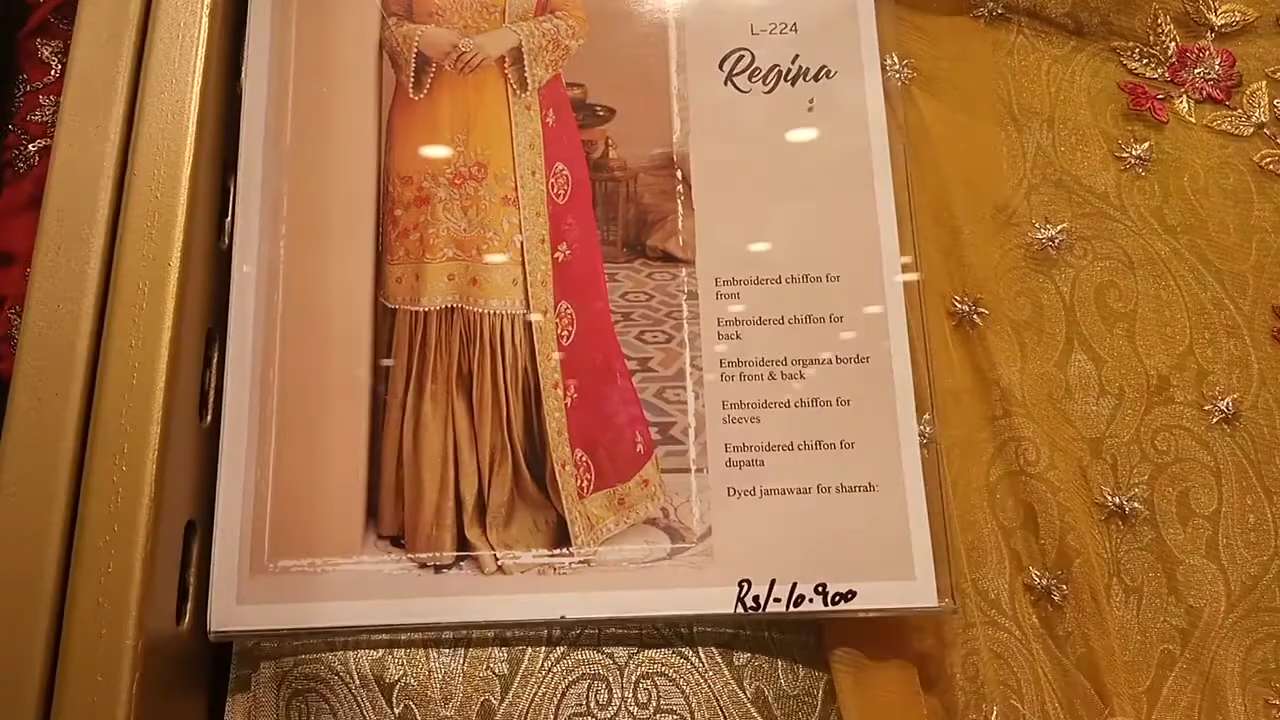 L-224
Regina
Embroidered chiffon for
front
Embroidered chiffon for
back
Embroidered organza border
for front & back
Embroidered chiffon for
sleeves
Embroidered chiffon for
dupatta
Dyed jamawaar for sharrah:
Rs/-10.900